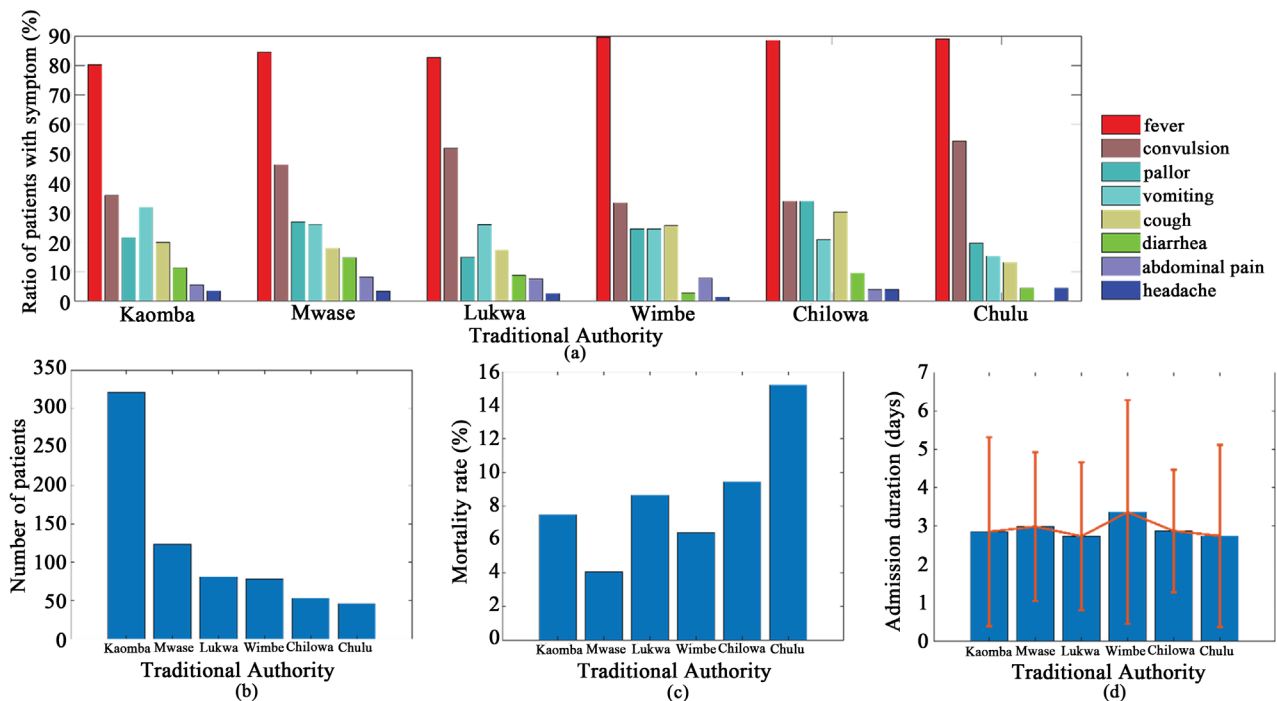 Ratio of patients with symptom (%)
90
80
70
60
50
40
30
20
10
0
Kaomba Mwase Lukwa Wimbe Chilowa Chulu
Traditional Authority
(a)
fever
convulsion
pallor
vomiting
cough
diarrhea
abdominal pain
headache
Number of patients
350
300
250
200
150
100
50
0
Kaomba Mwase Lukwa Wimbe Chilowa Chulu
Traditional Authority
(b)
Mortality rate (%)
16
14
12
10
8
6
4
2
0
Kaomba Mwase Lukwa Wimbe Chilowa Chulu
Traditional Authority
(c)
Admission duration (days)
7
6
5
4
3
2
1
0
Kaomba Mwase Lukwa Wimbe Chilowa Chulu
Traditional Authority
(d)